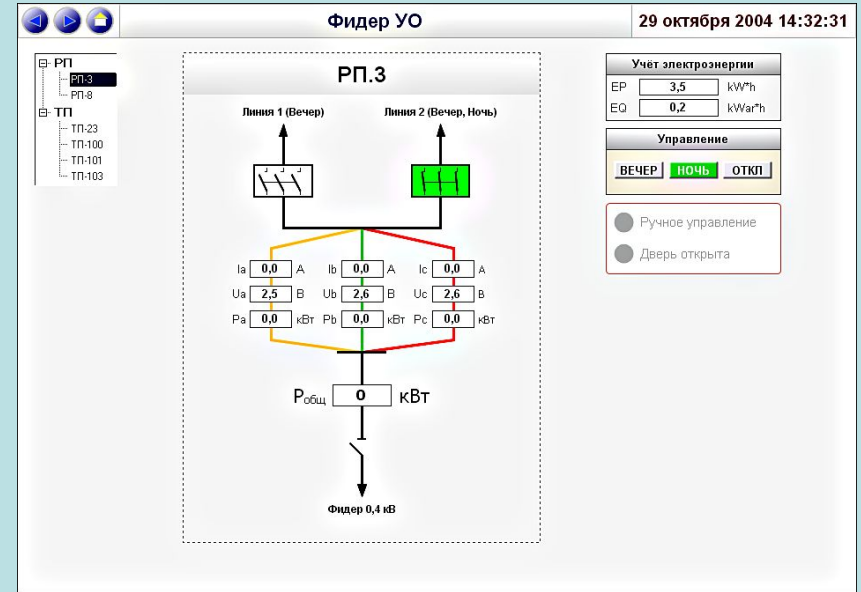 Фидер УО
29 октября 2004 14:32:31
РП
РП-3
РП-8
ТП
ТП-23
ТП-100
ТП-101
ТП-103
РП.3
Линия 1 (Вечер) Линия 2 (Вечер, Ночь)
Ia 0,0 А Ib 0,0 А Ic 0,0 А
Ua 2,5 В Ub 2,6 В Uc 2,6 В
Pa 0,0 кВт Pb 0,0 кВт Pc 0,0 кВт
Pобщ 0 кВт
Фидер 0,4 кВ
Учёт электроэнергии
EP 3,5 kW*h
EQ 0,2 kWar*h
Управление
ВЕЧЕР НОЧЬ ОТКЛ
Ручное управление
Дверь открыта